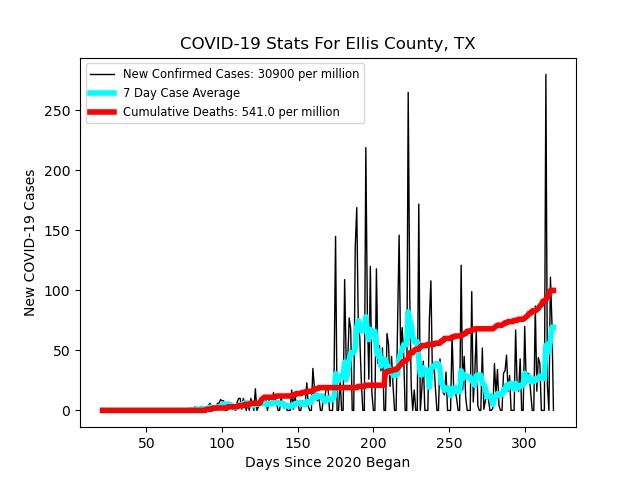 COVID-19 Stats For Ellis County, TX
New Confirmed Cases: 30900 per million
7 Day Case Average
Cumulative Deaths: 541.0 per million
New COVID-19 Cases
250
200
150
100
50
0
50 100 150 200 250 300
Days Since 2020 Began